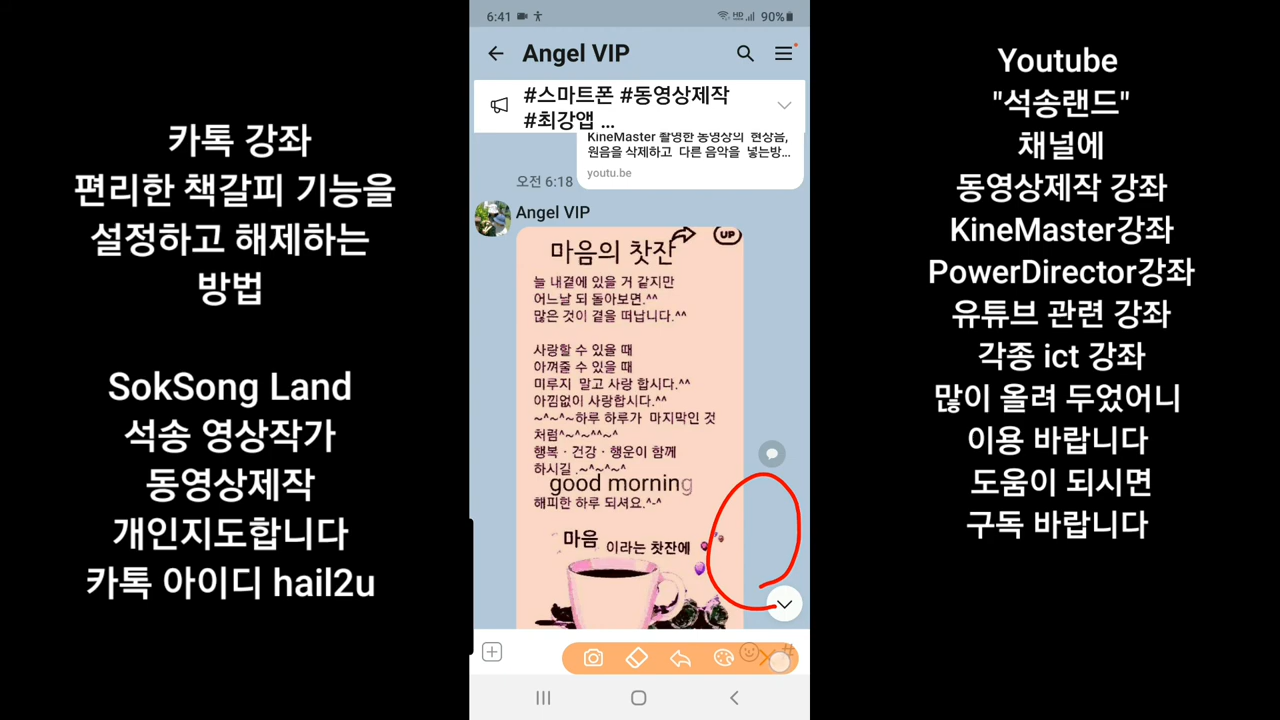 카톡 강좌
편리한 책갈피 기능을
설정하고 해제하는
방법
SokSong Land
석송 영상작가
동영상제작
개인지도합니다
카톡 아이디 hail2u
6:41
HD
90%
Angel VIP
#스마트폰 #동영상제작
#최강앱 ...
KineMaster 촬영한 동영상의 현장음,
원음을 삭제하고 다른 음악을 넣는방...
youtu.be
오전 6:18
Angel VIP
UP
마음의 찻잔
늘 내곁에 있을 거 같지만
어느날 되 돌아보면.^^
많은 것이 곁을 떠납니다.^^
사랑할 수 있을 때
아껴줄 수 있을 때
미루지 말고 사랑 합시다.^^
아낌없이 사랑합시다.^^
~^~^~하루 하루가 마지막인 것
처럼^~^~^^~^
행복 · 건강 · 행운이 함께
하시길 .~^~^~^
good morning
해피한 하루 되셔요.^-^
마음 이라는 찻잔에
#
Youtube
"석송랜드"
채널에
동영상제작 강좌
KineMaster강좌
PowerDirector강좌
유튜브 관련 강좌
각종 ict 강좌
많이 올려 두었어니
이용 바랍니다
도움이 되시면
구독 바랍니다